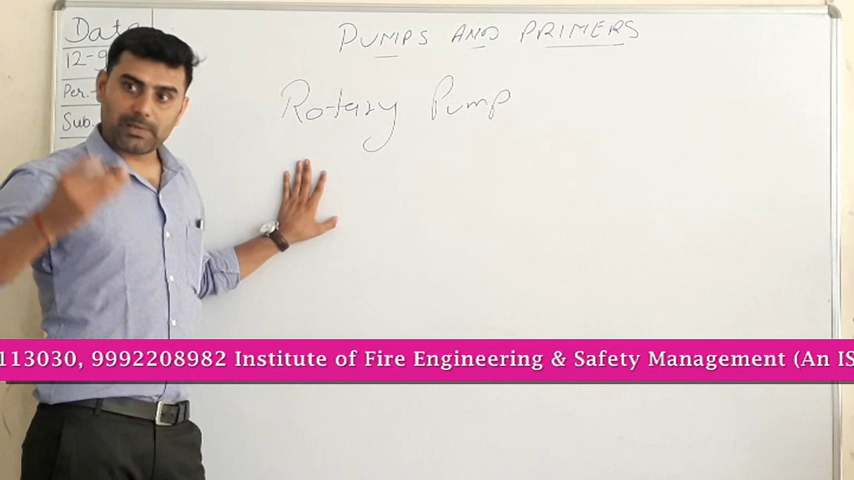 Date
PUMPS AND PRIMERS
12-9
Per.-
Rotary Pump
Sub.
113030, 9992208982 Institute of Fire Engineering & Safety Management (An IS